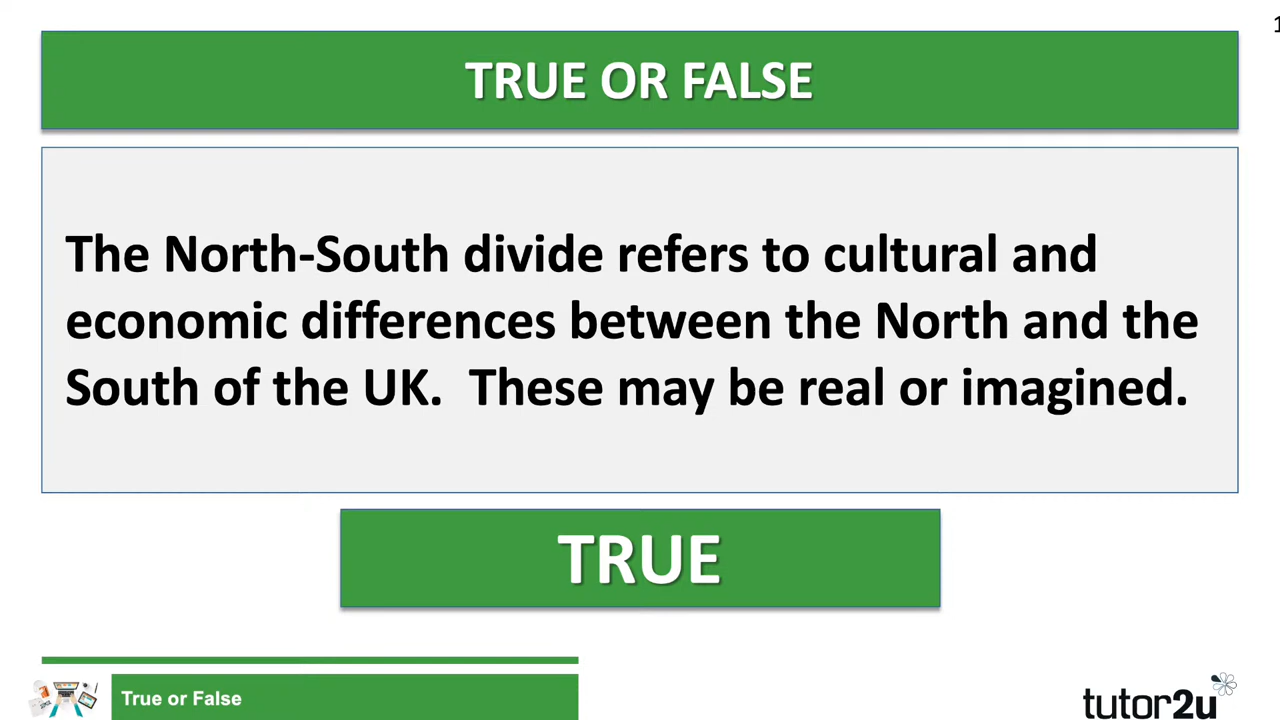 1
TRUE OR FALSE
The North-South divide refers to cultural and
economic differences between the North and the
South of the UK.  These may be real or imagined.
TRUE
True or False
tutor2u